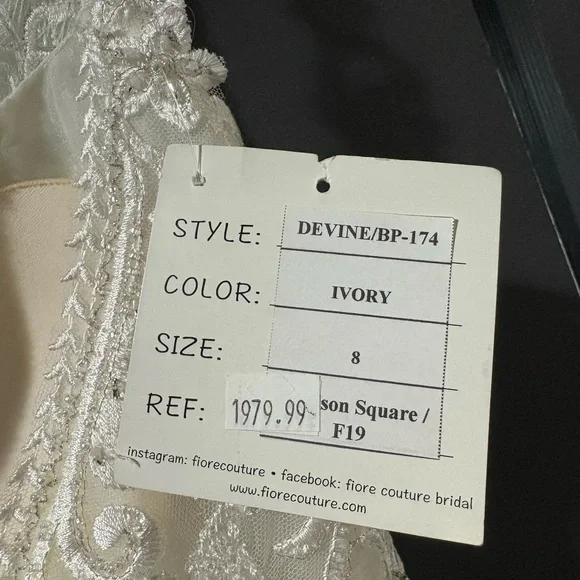 STYLE: DEVINE/BP-174
COLOR: IVORY
SIZE: 8
REF: 1979.99 son Square /
F19
instagram: fiorecouture • facebook: fiore couture bridal
www.fiorecouture.com